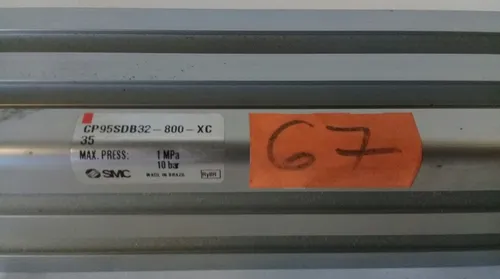 CP95SDB32-800-XC
35
MAX. PRESS: 1 MPa
10 bar
SMC MADE IN BRAZIL
67